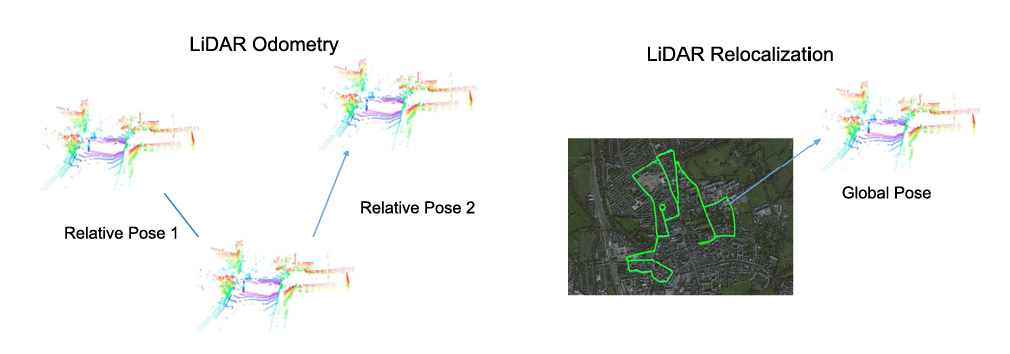 LiDAR Odometry
Relative Pose 1
Relative Pose 2
LiDAR Relocalization
Global Pose